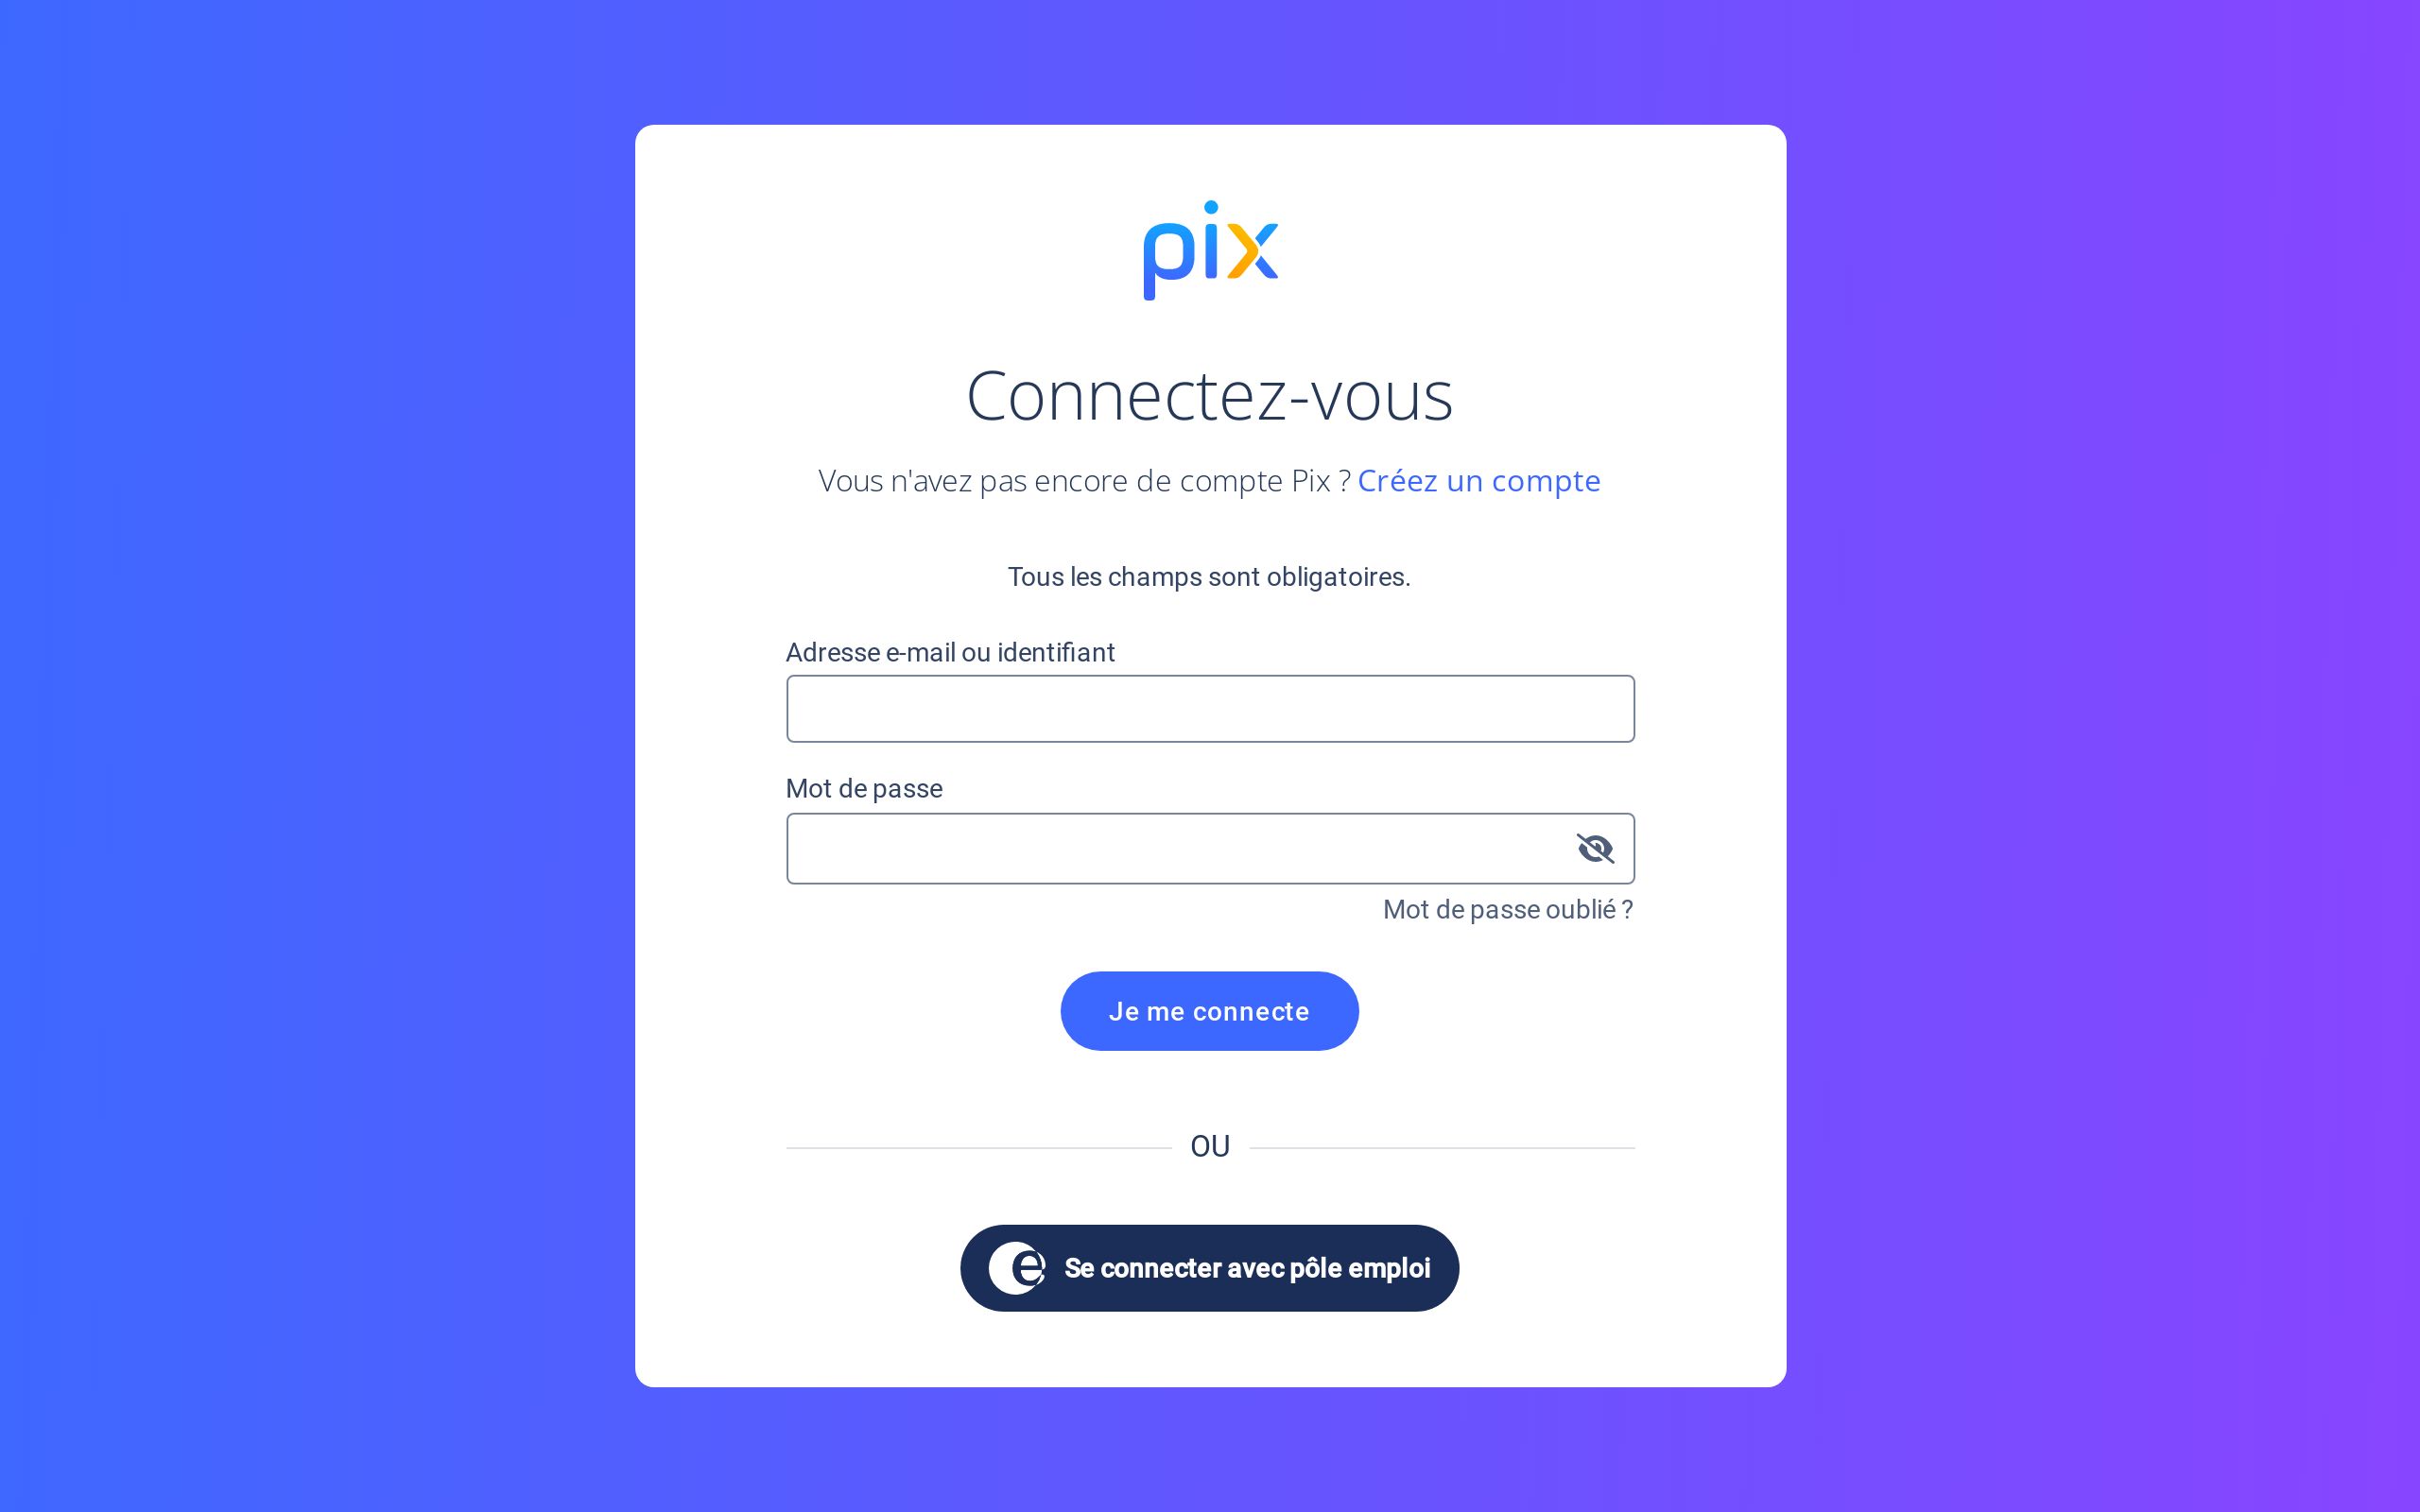 pix
Connectez-vous
Vous n'avez pas encore de compte Pix ? Créez un compte
Tous les champs sont obligatoires.
Adresse e-mail ou identifiant
Mot de passe
Mot de passe oublié ?
Je me connecte
OU
e Se connecter avec pôle emploi